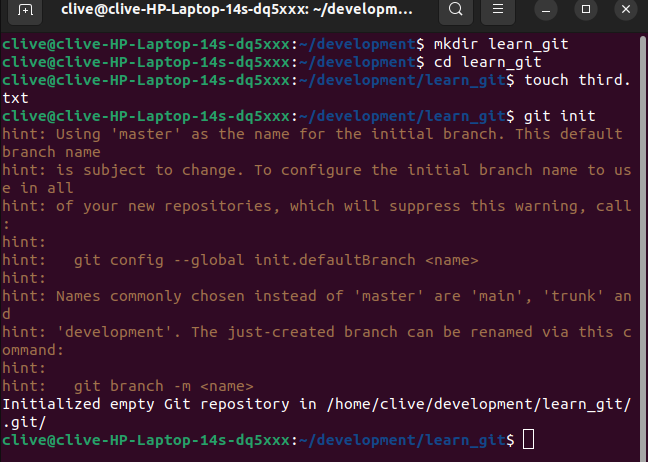 clive@clive-HP-Laptop-14s-dq5xxx: ~/developm...
clive@clive-HP-Laptop-14s-dq5xxx:~/development$ mkdir learn_git
clive@clive-HP-Laptop-14s-dq5xxx:~/development$ cd learn_git
clive@clive-HP-Laptop-14s-dq5xxx:~/development/learn_git$ touch third.
txt
clive@clive-HP-Laptop-14s-dq5xxx:~/development/learn_git$ git init
hint: Using 'master' as the name for the initial branch. This default
branch name
hint: is subject to change. To configure the initial branch name to us
e in all
hint: of your new repositories, which will suppress this warning, call
:
hint:
hint:   git config --global init.defaultBranch <name>
hint:
hint: Names commonly chosen instead of 'master' are 'main', 'trunk' an
d
hint: 'development'. The just-created branch can be renamed via this c
ommand:
hint:
hint:   git branch -m <name>
Initialized empty Git repository in /home/clive/development/learn_git/
.git/
clive@clive-HP-Laptop-14s-dq5xxx:~/development/learn_git$